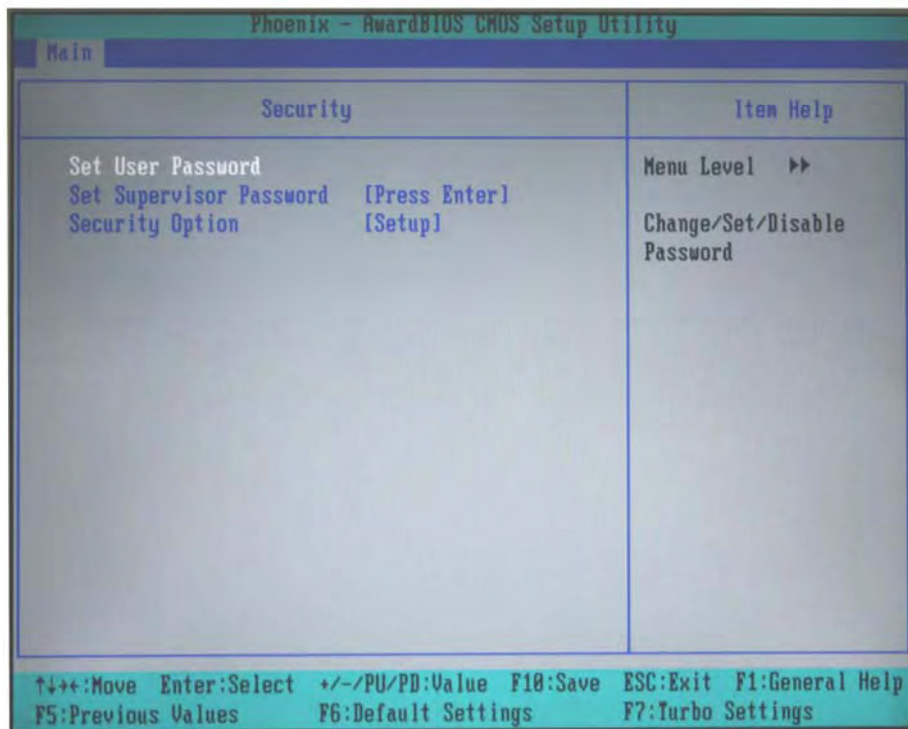 Phoenix - AwardBIOS CMOS Setup Utility
Main
Security
Item Help
Set User Password
Set Supervisor Password [Press Enter]
Security Option [Setup]
Menu Level ▶▶
Change/Set/Disable
Password
↑↓→←:Move Enter:Select +/-/PU/PD:Value F10:Save ESC:Exit F1:General Help
F5:Previous Values F6:Default Settings F7:Turbo Settings